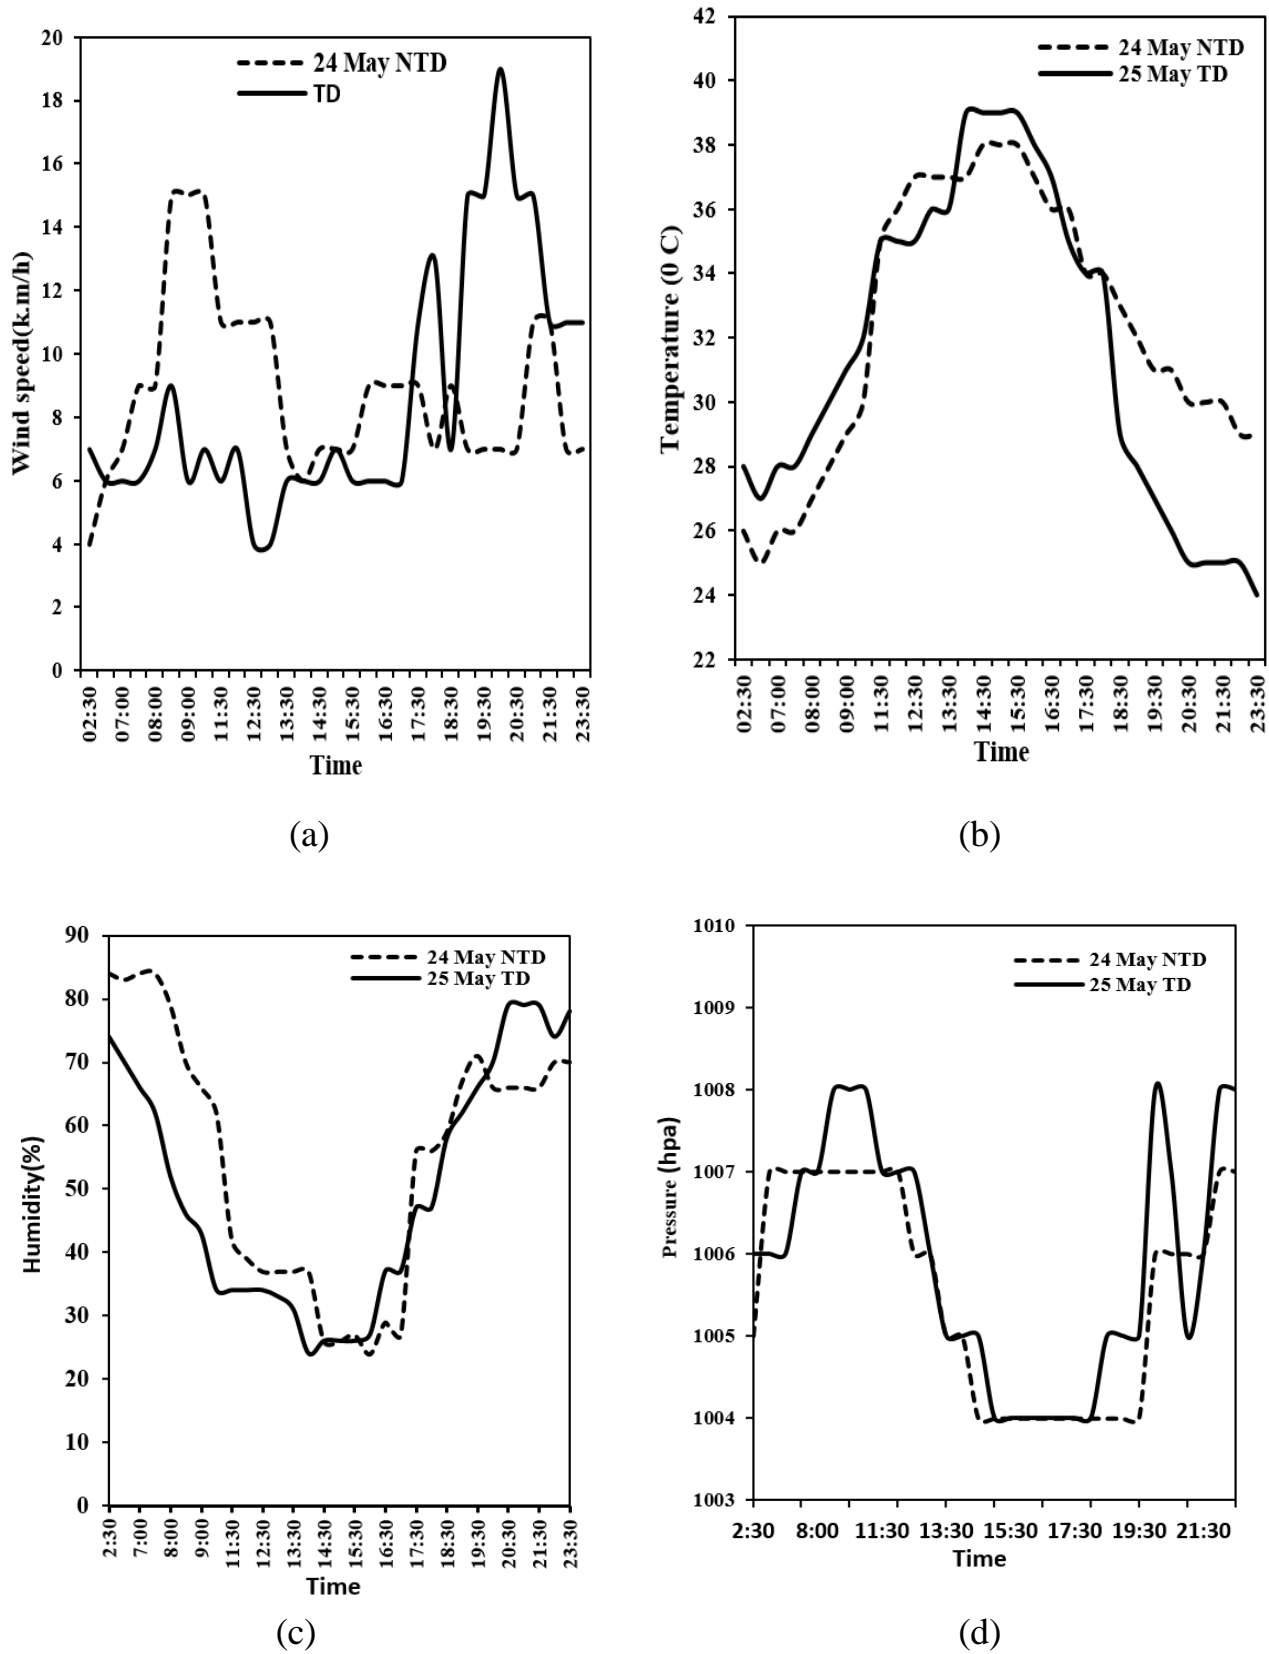 20
18
16
14
12
10
8
6
4
2
0
Wind speed(k.m/h)
24 May NTD
TD
02:30 07:00 08:00 09:00 11:30 12:30 13:30 14:30 15:30 16:30 17:30 18:30 19:30 20:30 21:30 23:30
Time
(a)
42
40
38
36
34
32
30
28
26
24
22
Temperature (0 C)
24 May NTD
25 May TD
02:30 07:00 08:00 09:00 11:30 12:30 13:30 14:30 15:30 16:30 17:30 18:30 19:30 20:30 21:30 23:30
Time
(b)
90
80
70
60
50
40
30
20
10
0
Humidity(%)
24 May NTD
25 May TD
2:30 7:00 8:00 9:00 11:30 12:30 13:30 14:30 15:30 16:30 17:30 18:30 19:30 20:30 21:30 23:30
Time
(c)
1010
1009
1008
1007
1006
1005
1004
1003
Pressure (hpa)
24 May NTD
25 May TD
2:30 8:00 11:30 13:30 15:30 17:30 19:30 21:30
Time
(d)